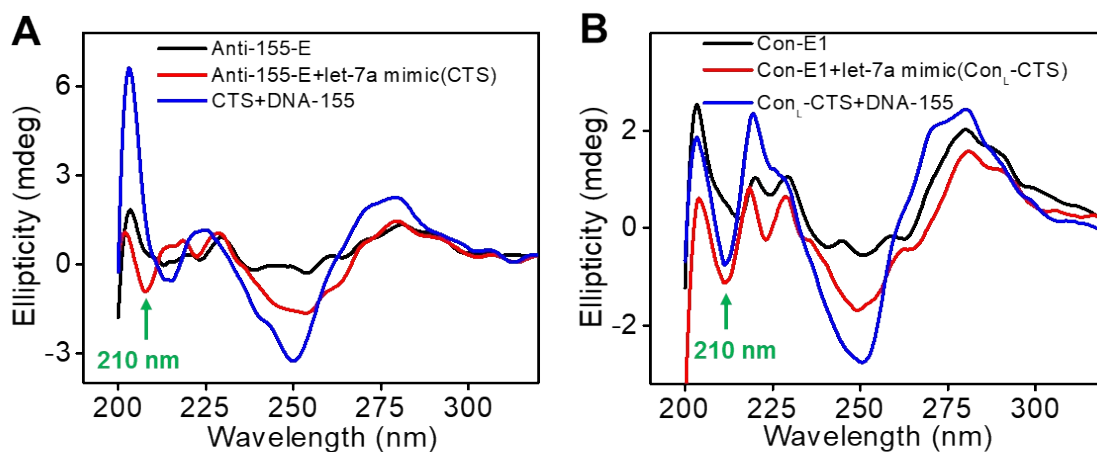 A
Anti-155-E
Anti-155-E+let-7a mimic(CTS)
CTS+DNA-155
Ellipticity (mdeg)
6
3
0
-3
210 nm
200 225 250 275 300
Wavelength (nm)
B
Con-E1
Con-E1+let-7a mimic(Con_L-CTS)
Con_L-CTS+DNA-155
Ellipticity (mdeg)
2
0
-2
210 nm
200 225 250 275 300
Wavelength (nm)